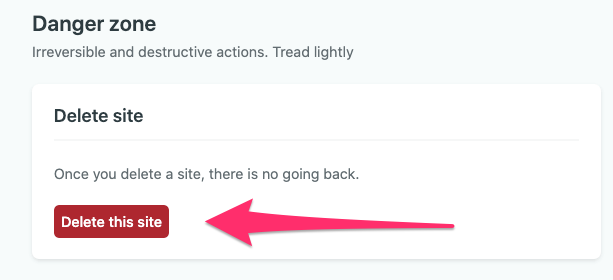 Danger zone
Irreversible and destructive actions. Tread lightly
Delete site
Once you delete a site, there is no going back.
Delete this site